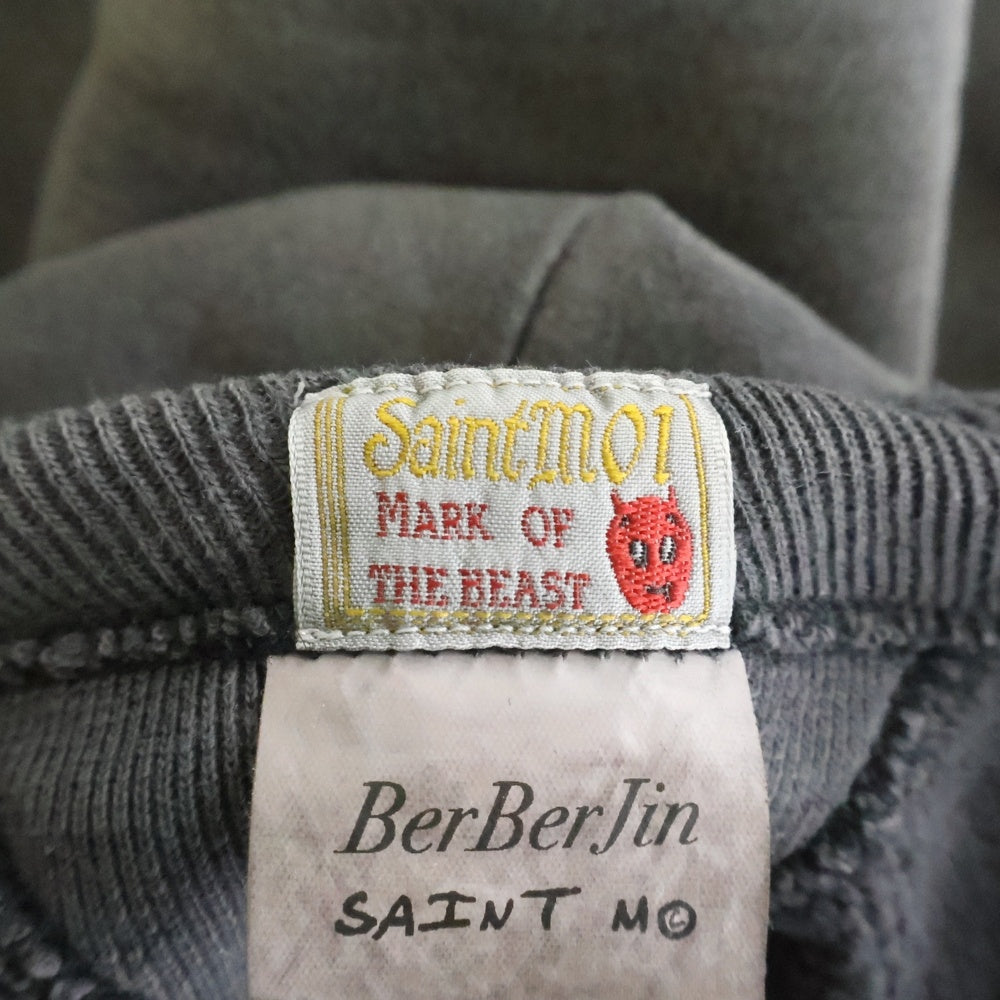 SaintM01
MARK OF
THE BEAST
BerBerJin
SAINT M©